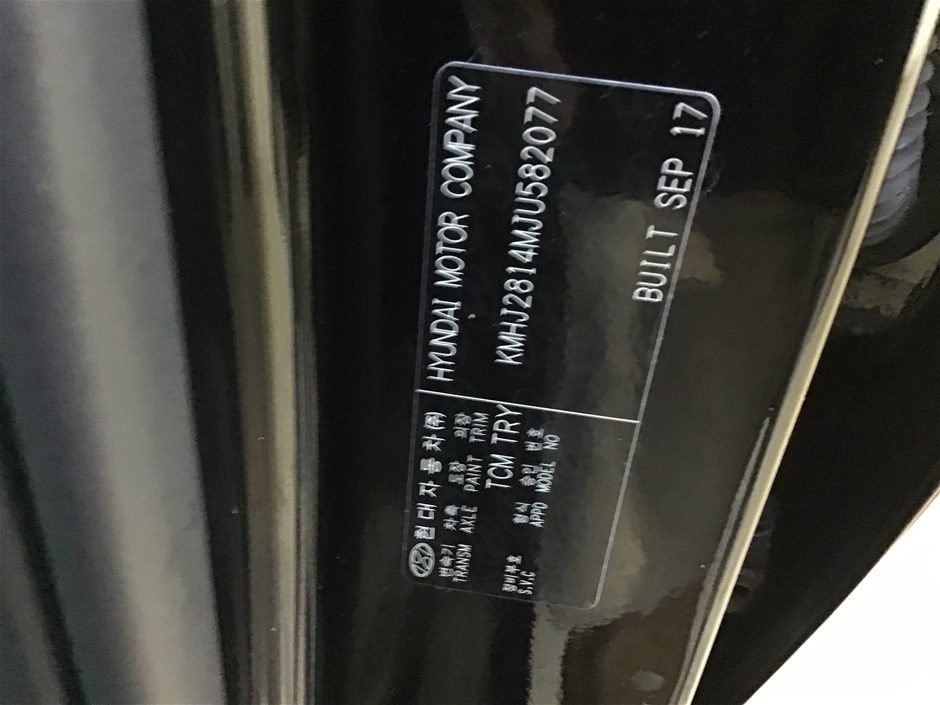 현대자동차(주)
HYUNDAI MOTOR COMPANY
변속기 차축 도장 의장
TRANSM AXLE PAINT TRIM
TCM TRY
KMHJ2814MJU582077
정비부호 형식 승인 번호
S.V.C APPD MODEL NO
BUILT SEP 17